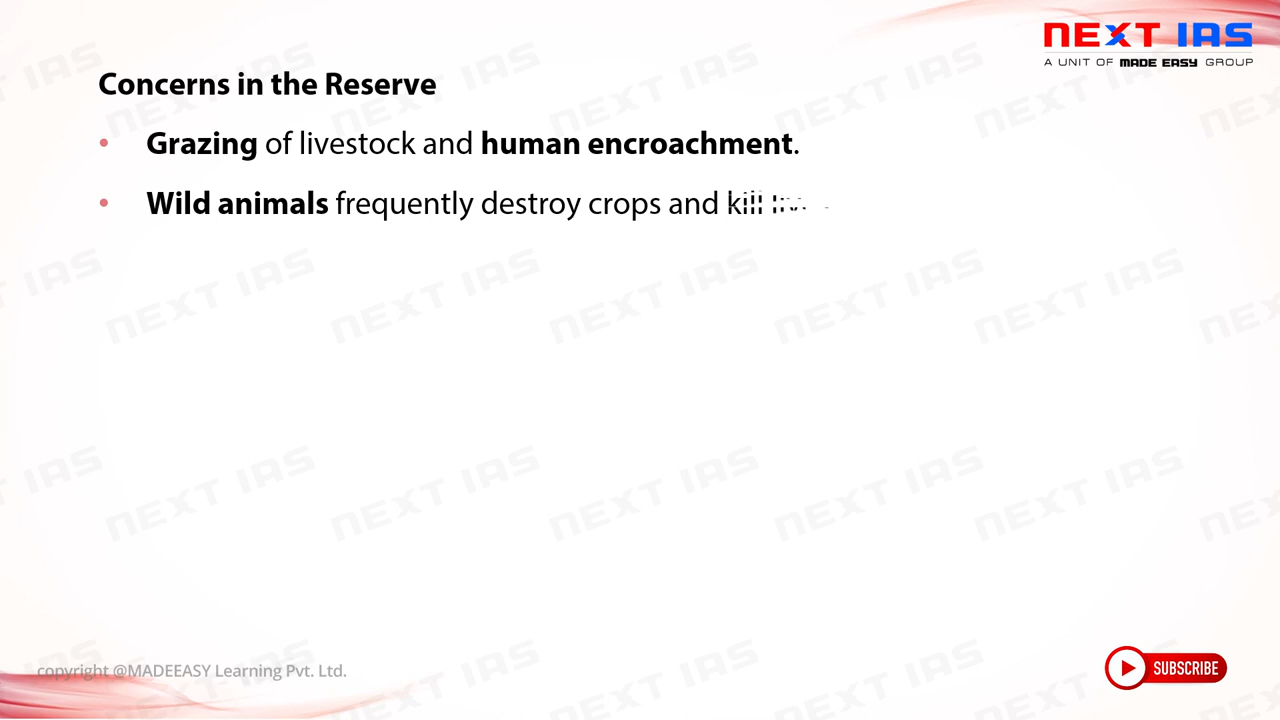 NEXT IAS
A UNIT OF MADE EASY GROUP
Concerns in the Reserve
• Grazing of livestock and human encroachment.
• Wild animals frequently destroy crops and kill
copyright @MADEEASY Learning Pvt. Ltd.
SUBSCRIBE